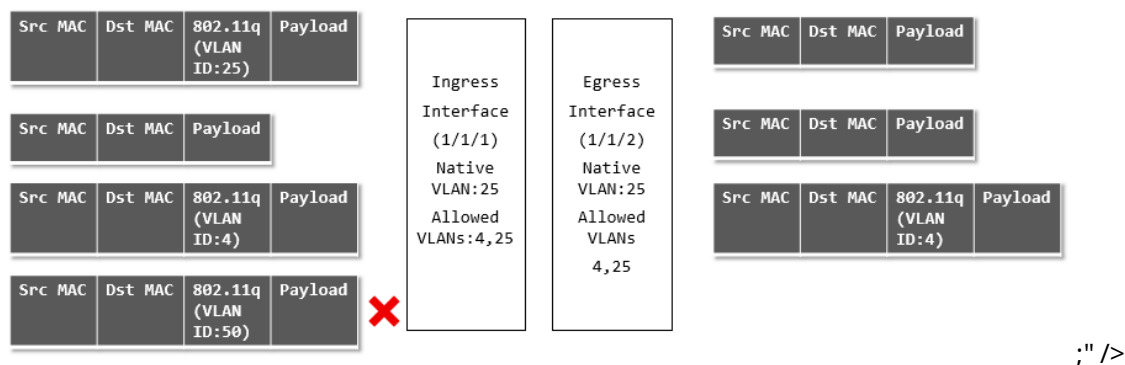 Src MAC Dst MAC 802.11q (VLAN ID:25) Payload
Src MAC Dst MAC Payload
Src MAC Dst MAC 802.11q (VLAN ID:4) Payload
Src MAC Dst MAC 802.11q (VLAN ID:50) Payload
Ingress
Interface
(1/1/1)
Native
VLAN:25
Allowed
VLANs:4,25
Egress
Interface
(1/1/2)
Native
VLAN:25
Allowed
VLANs
4,25
Src MAC Dst MAC Payload
Src MAC Dst MAC Payload
Src MAC Dst MAC 802.11q (VLAN ID:4) Payload
;" />